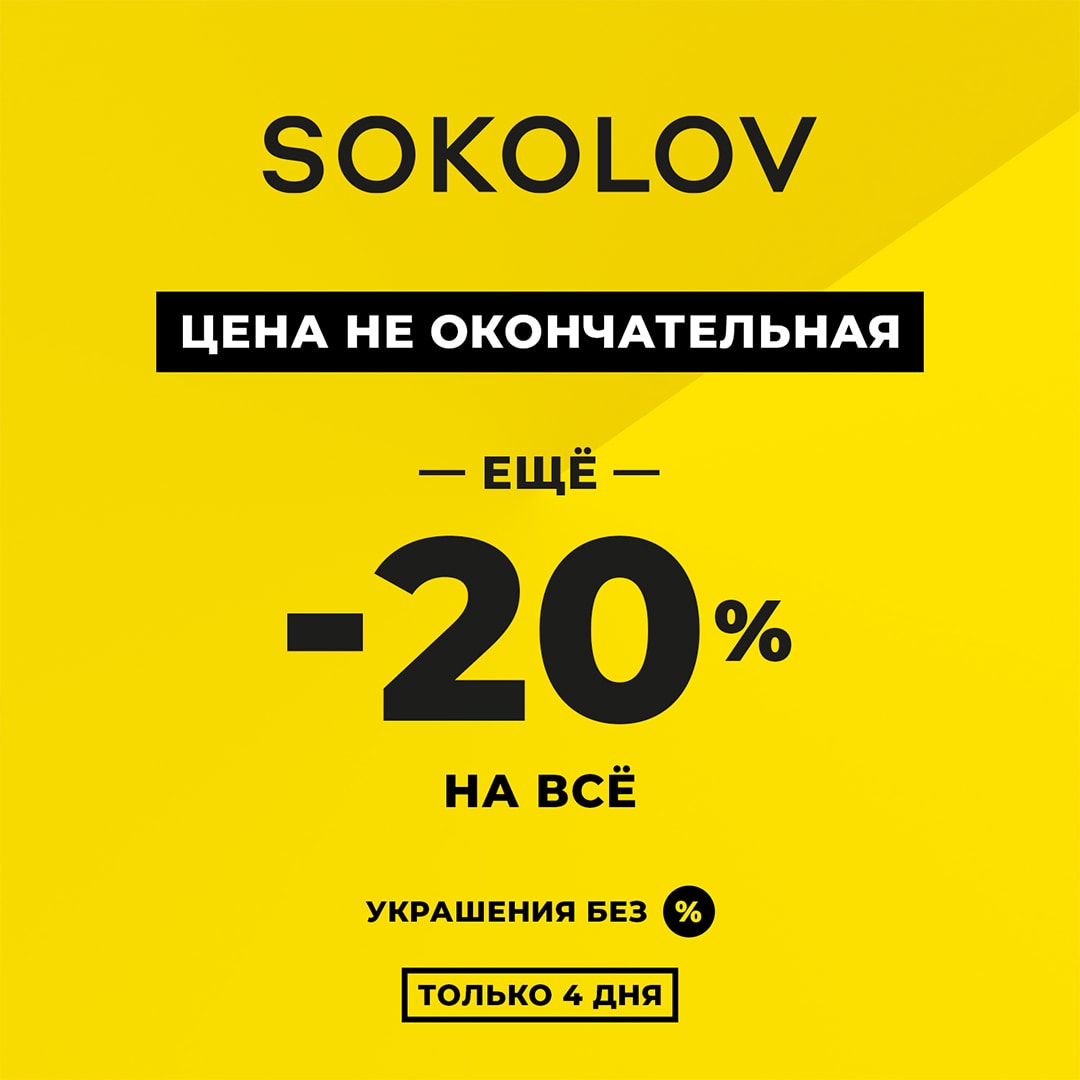 SOKOLOV
ЦЕНА НЕ ОКОНЧАТЕЛЬНАЯ
— ЕЩЁ —
-20%
НА ВСЁ
УКРАШЕНИЯ БЕЗ %
ТОЛЬКО 4 ДНЯ